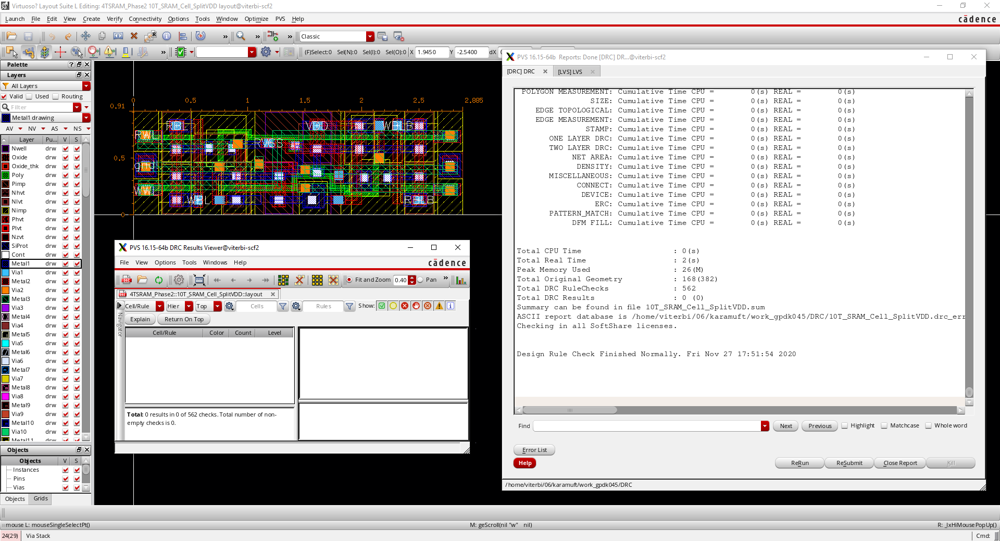 Virtuoso? Layout Suite L Editing: 4TSRAM_Phase2 10T_SRAM_Cell_SplitVDD layout@viterbi-scf2
Launch File Edit View Create Verify Connectivity Options Tools Window Optimize PVS Help
cādence
Classic
(F)Select:0 Sel(N):0 Sel(I):0 Sel(O):0 X 1.9450 Y -2.5400 dX
Palette
Layers
All Layers
Valid Used Routing
Filter
Metal1 drawing
AV NV AS NS
Layer Pu... V S
Nwell drw
Oxide drw
Oxide_thk drw
Poly drw
Pimp drw
Nhvt drw
Nlvt drw
Nimp drw
Phvt drw
Plvt drw
Nzvt drw
SiProt drw
Cont drw
Metal1 drw
Via1 drw
Metal2 drw
Via2 drw
Metal3 drw
Via3 drw
Metal4 drw
Via4 drw
Metal5 drw
Via5 drw
Metal6 drw
Via6 drw
Metal7 drw
Via7 drw
Metal8 drw
Via8 drw
Metal9 drw
Via9 drw
Metal10 drw
Via10 drw
Metal11 drw
Objects
Objects V S
Instances
Pins
Vias
Objects Grids
0 0.5 1 1.5 2 2.5 2.885
0.91
0.5
0
RBL VDD WLB
RW RVSS
gnd
WWL
WBL RBLB
PVS 16.15-64b DRC Results Viewer@viterbi-scf2
File View Options Tools Windows Help
cādence
Fit and Zoom 0.40 Pan
4TSRAM_Phase2::10T_SRAM_Cell_SplitVDD::layout
Navigator
Cell/Rule Hier Top Cells Rules Show:
Explain Return On Top
Cell/Rule Color Count Level
Total: 0 results in 0 of 562 checks. Total number of non-
empty checks is 0.
PVS 16.15-64b Reports: Done [DRC] DR...@viterbi-scf2
[DRC] DRC [LVS] LVS
POLYGON MEASUREMENT: Cumulative Time CPU = 0(s) REAL = 0(s)
SIZE: Cumulative Time CPU = 0(s) REAL = 0(s)
EDGE TOPOLOGICAL: Cumulative Time CPU = 0(s) REAL = 0(s)
EDGE MEASUREMENT: Cumulative Time CPU = 0(s) REAL = 0(s)
STAMP: Cumulative Time CPU = 0(s) REAL = 0(s)
ONE LAYER DRC: Cumulative Time CPU = 0(s) REAL = 0(s)
TWO LAYER DRC: Cumulative Time CPU = 0(s) REAL = 0(s)
NET AREA: Cumulative Time CPU = 0(s) REAL = 0(s)
DENSITY: Cumulative Time CPU = 0(s) REAL = 0(s)
MISCELLANEOUS: Cumulative Time CPU = 0(s) REAL = 0(s)
CONNECT: Cumulative Time CPU = 0(s) REAL = 0(s)
DEVICE: Cumulative Time CPU = 0(s) REAL = 0(s)
ERC: Cumulative Time CPU = 0(s) REAL = 0(s)
PATTERN_MATCH: Cumulative Time CPU = 0(s) REAL = 0(s)
DFM FILL: Cumulative Time CPU = 0(s) REAL = 0(s)
Total CPU Time : 0(s)
Total Real Time : 2(s)
Peak Memory Used : 26(M)
Total Original Geometry : 168(382)
Total DRC RuleChecks : 562
Total DRC Results : 0 (0)
Summary can be found in file 10T_SRAM_Cell_SplitVDD.sum
ASCII report database is /home/viterbi/06/karamuft/work_gpdk045/DRC/10T_SRAM_Cell_SplitVDD.drc_err
Checking in all SoftShare licenses.
Design Rule Check Finished Normally. Fri Nov 27 17:51:54 2020
Find Next Previous Highlight Matchcase Whole word
Error List
Help ReRun ReSubmit Close Report Kill
/home/viterbi/06/karamuft/work_gpdk045/DRC
mouse L: mouseSingleSelectPt() M: geScroll(nil "w" nil) R: _lxHiMousePopUp()
24(29) Via Stack Cmd: